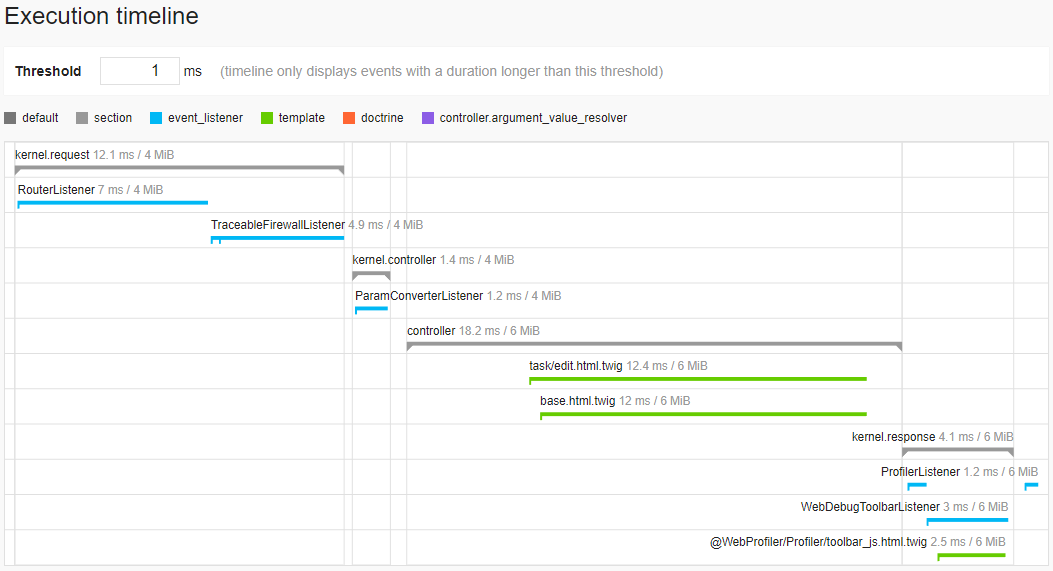 Execution timeline
Threshold 1 ms (timeline only displays events with a duration longer than this threshold)
default section event_listener template doctrine controller.argument_value_resolver
kernel.request 12.1 ms / 4 MiB
RouterListener 7 ms / 4 MiB
TraceableFirewallListener 4.9 ms / 4 MiB
kernel.controller 1.4 ms / 4 MiB
ParamConverterListener 1.2 ms / 4 MiB
controller 18.2 ms / 6 MiB
task/edit.html.twig 12.4 ms / 6 MiB
base.html.twig 12 ms / 6 MiB
kernel.response 4.1 ms / 6 MiB
ProfilerListener 1.2 ms / 6 MiB
WebDebugToolbarListener 3 ms / 6 MiB
@WebProfiler/Profiler/toolbar_js.html.twig 2.5 ms / 6 MiB